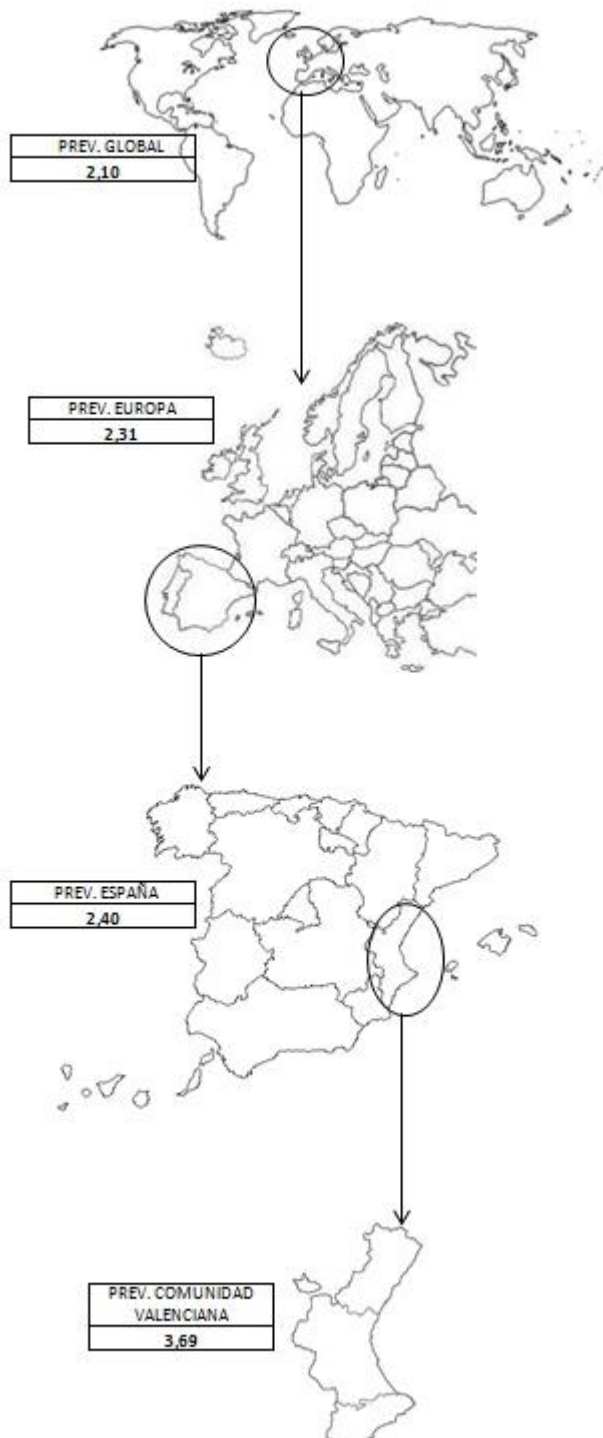 PREV. GLOBAL
2,10
PREV. EUROPA
2,31
PREV. ESPAÑA
2,40
PREV. COMUNIDAD
VALENCIANA
3,69